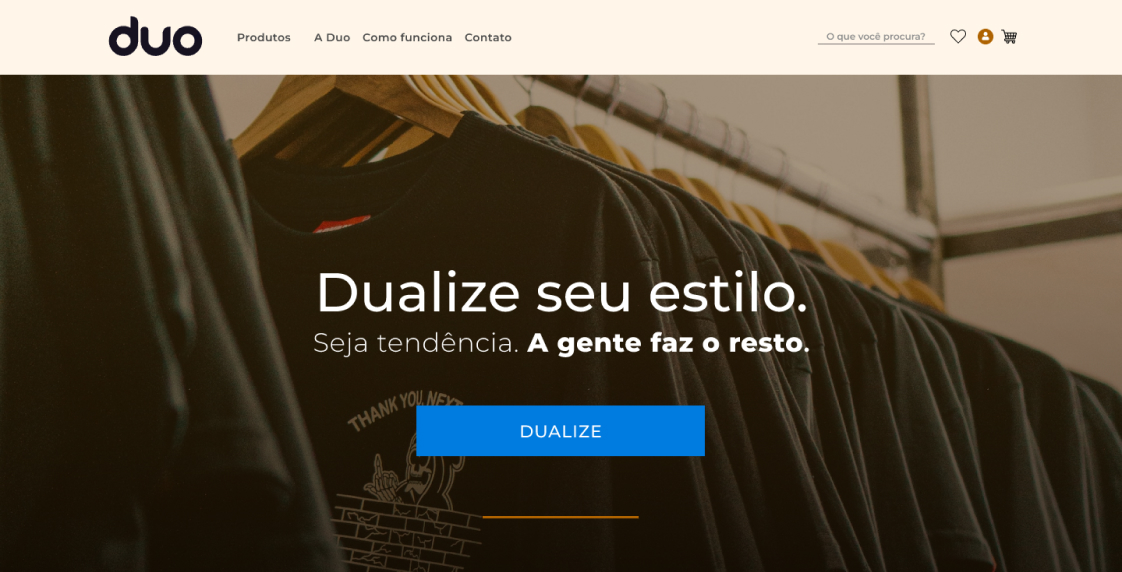 duo
Produtos A Duo Como funciona Contato
O que você procura?
Dualize seu estilo.
Seja tendência. A gente faz o resto.
THANK YOU, NEXT
DUALIZE